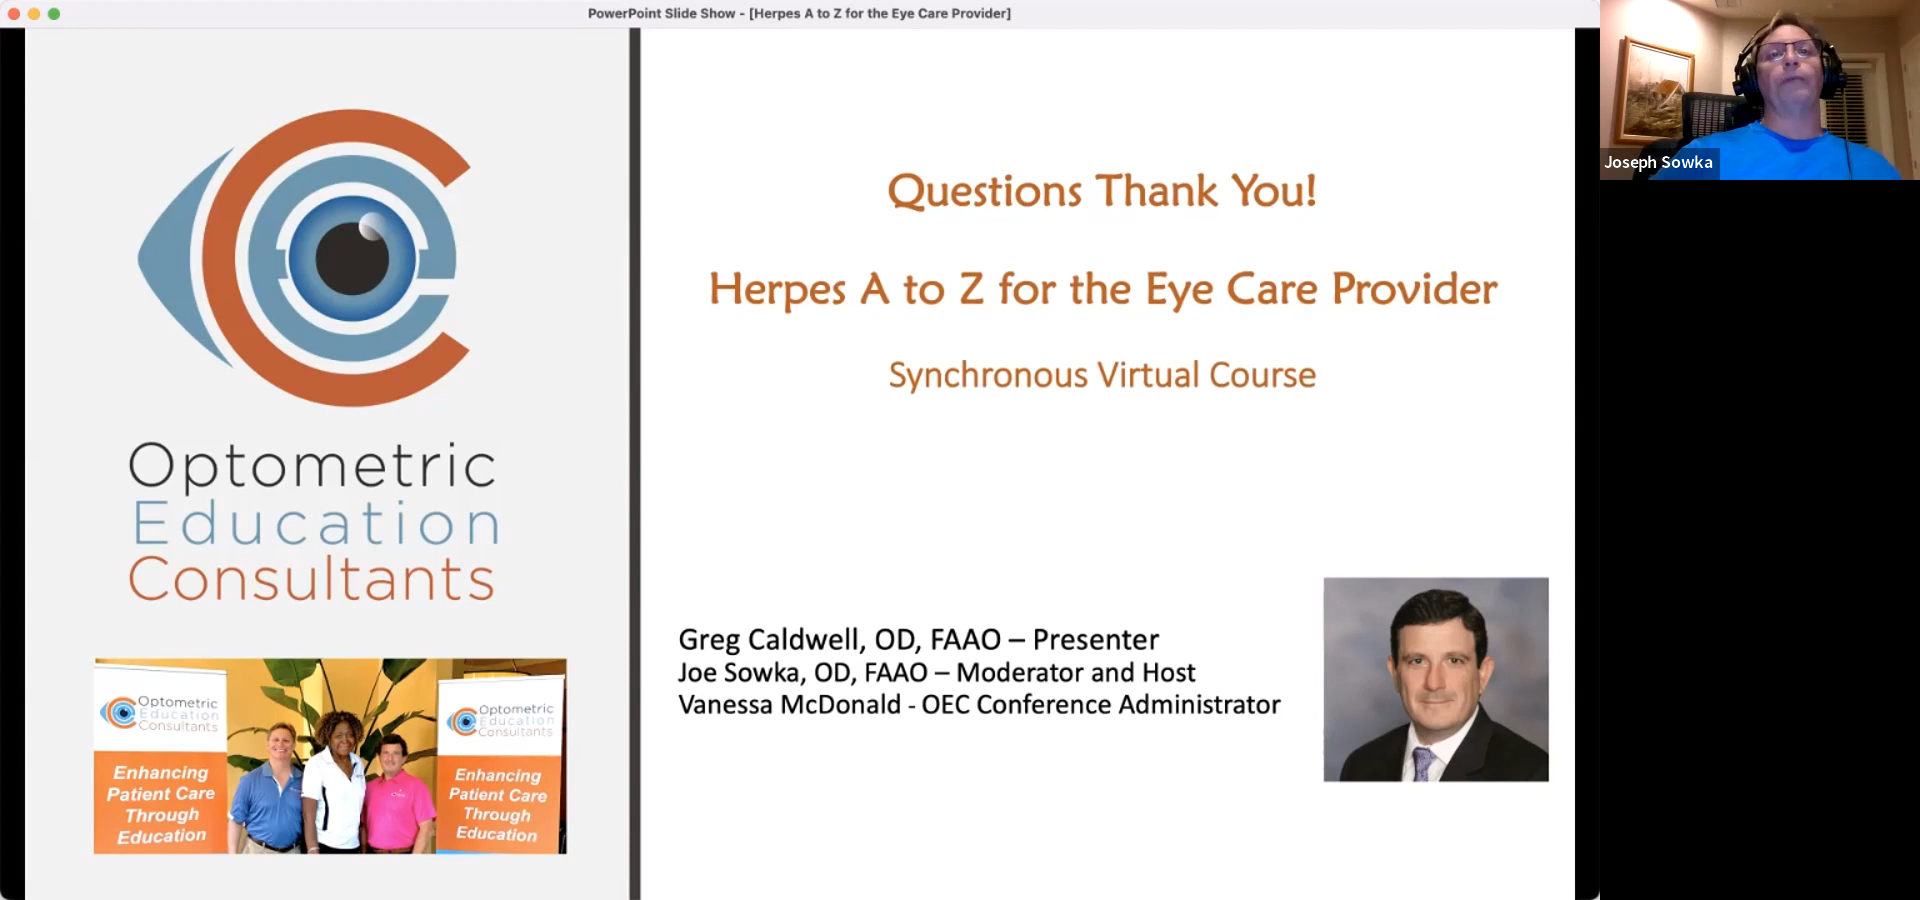 PowerPoint Slide Show - [Herpes A to Z for the Eye Care Provider]
Joseph Sowka
Optometric
Education
Consultants
Questions Thank You!
Herpes A to Z for the Eye Care Provider
Synchronous Virtual Course
Greg Caldwell, OD, FAAO – Presenter
Joe Sowka, OD, FAAO – Moderator and Host
Vanessa McDonald - OEC Conference Administrator
Optometric
Education
Consultants
Enhancing
Patient Care
Through
Education
Optometric
Education
Consultants
Enhancing
Patient Care
Through
Education